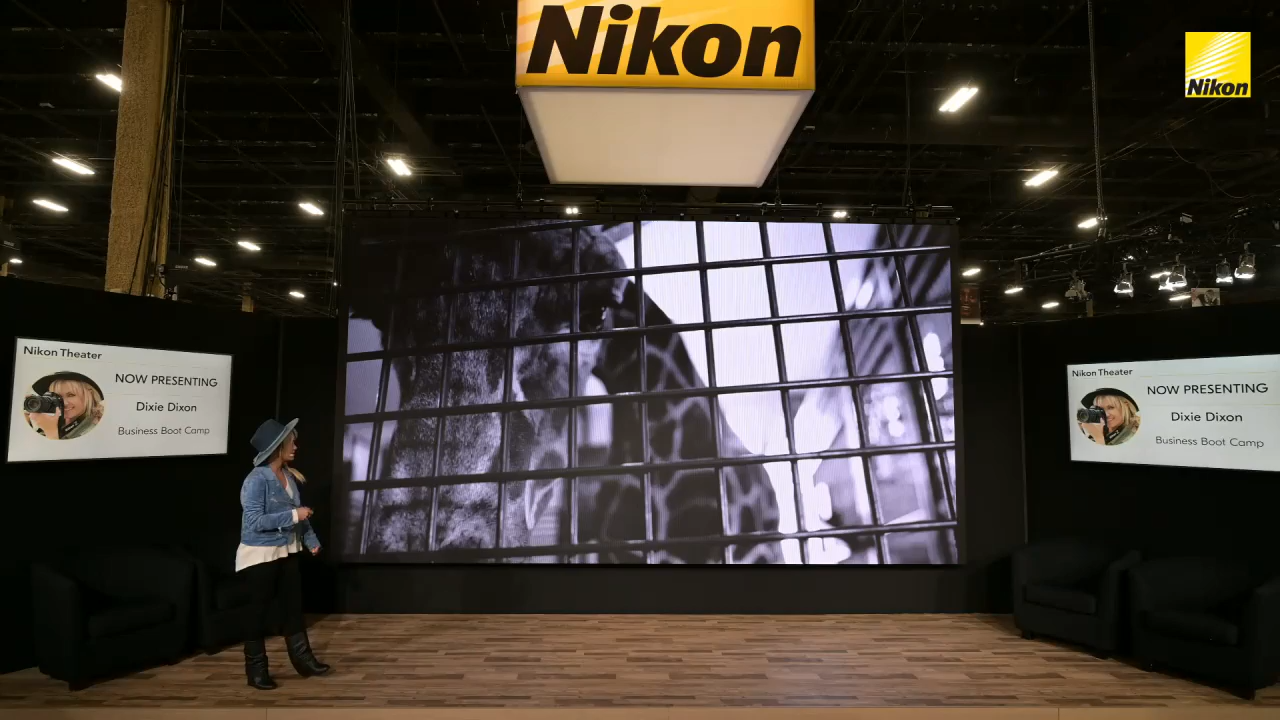 Nikon
Nikon
Nikon Theater
NOW PRESENTING
Dixie Dixon
Business Boot Camp
Nikon Theater
NOW PRESENTING
Dixie Dixon
Business Boot Camp